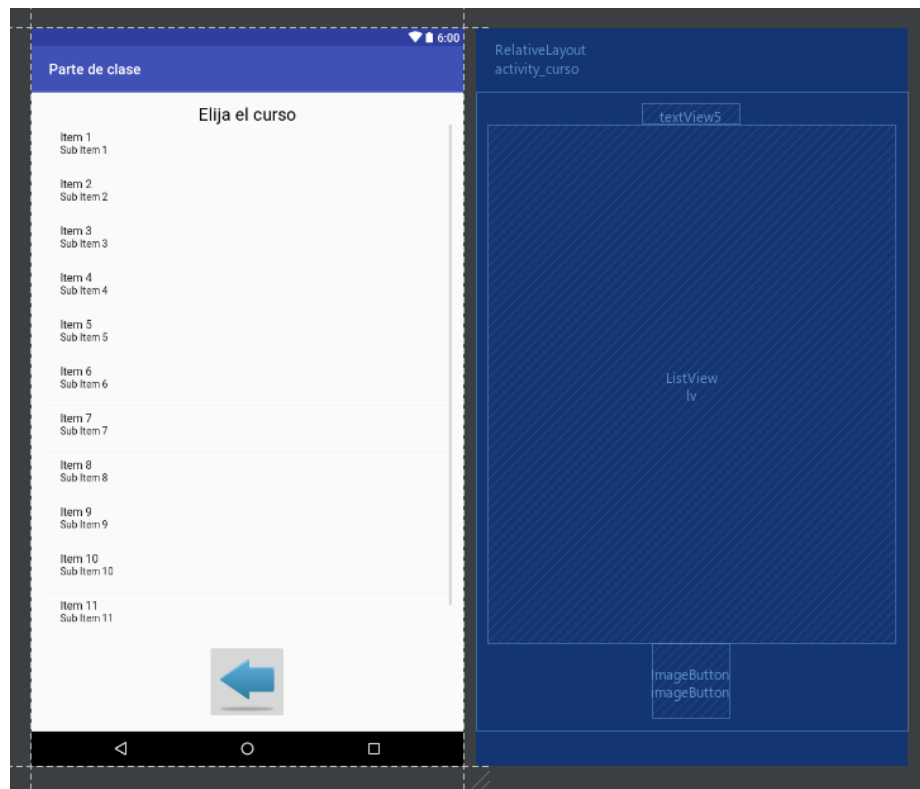 6:00
Parte de clase
Elija el curso
Item 1
Sub Item 1
Item 2
Sub Item 2
Item 3
Sub Item 3
Item 4
Sub Item 4
Item 5
Sub Item 5
Item 6
Sub Item 6
Item 7
Sub Item 7
Item 8
Sub Item 8
Item 9
Sub Item 9
Item 10
Sub Item 10
Item 11
Sub Item 11
RelativeLayout
activity_curso
textView5
ListView
lv
ImageButton
imageButton